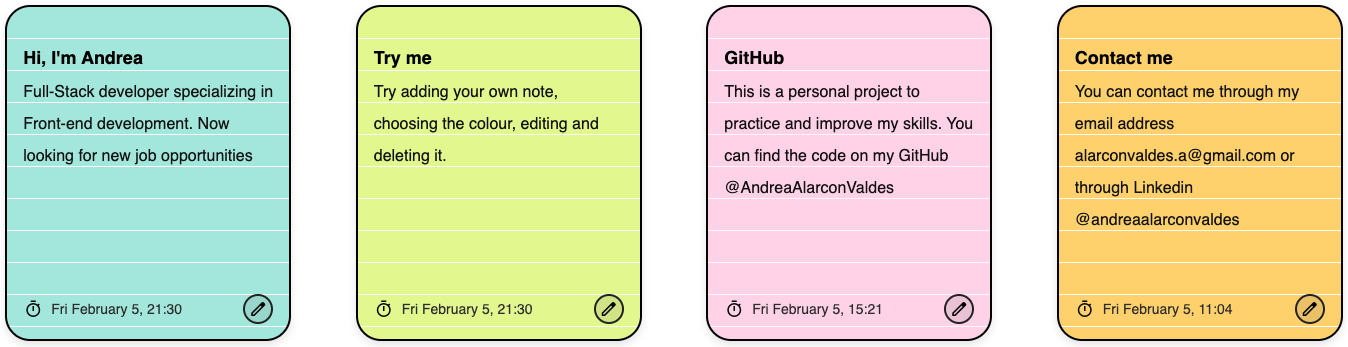 Hi, I'm Andrea
Full-Stack developer specializing in
Front-end development. Now
looking for new job opportunities
Fri February 5, 21:30
Try me
Try adding your own note,
choosing the colour, editing and
deleting it.
Fri February 5, 21:30
GitHub
This is a personal project to
practice and improve my skills. You
can find the code on my GitHub
@AndreaAlarconValdes
Fri February 5, 15:21
Contact me
You can contact me through my
email address
alarconvaldes.a@gmail.com or
through Linkedin
@andreaalarconvaldes
Fri February 5, 11:04